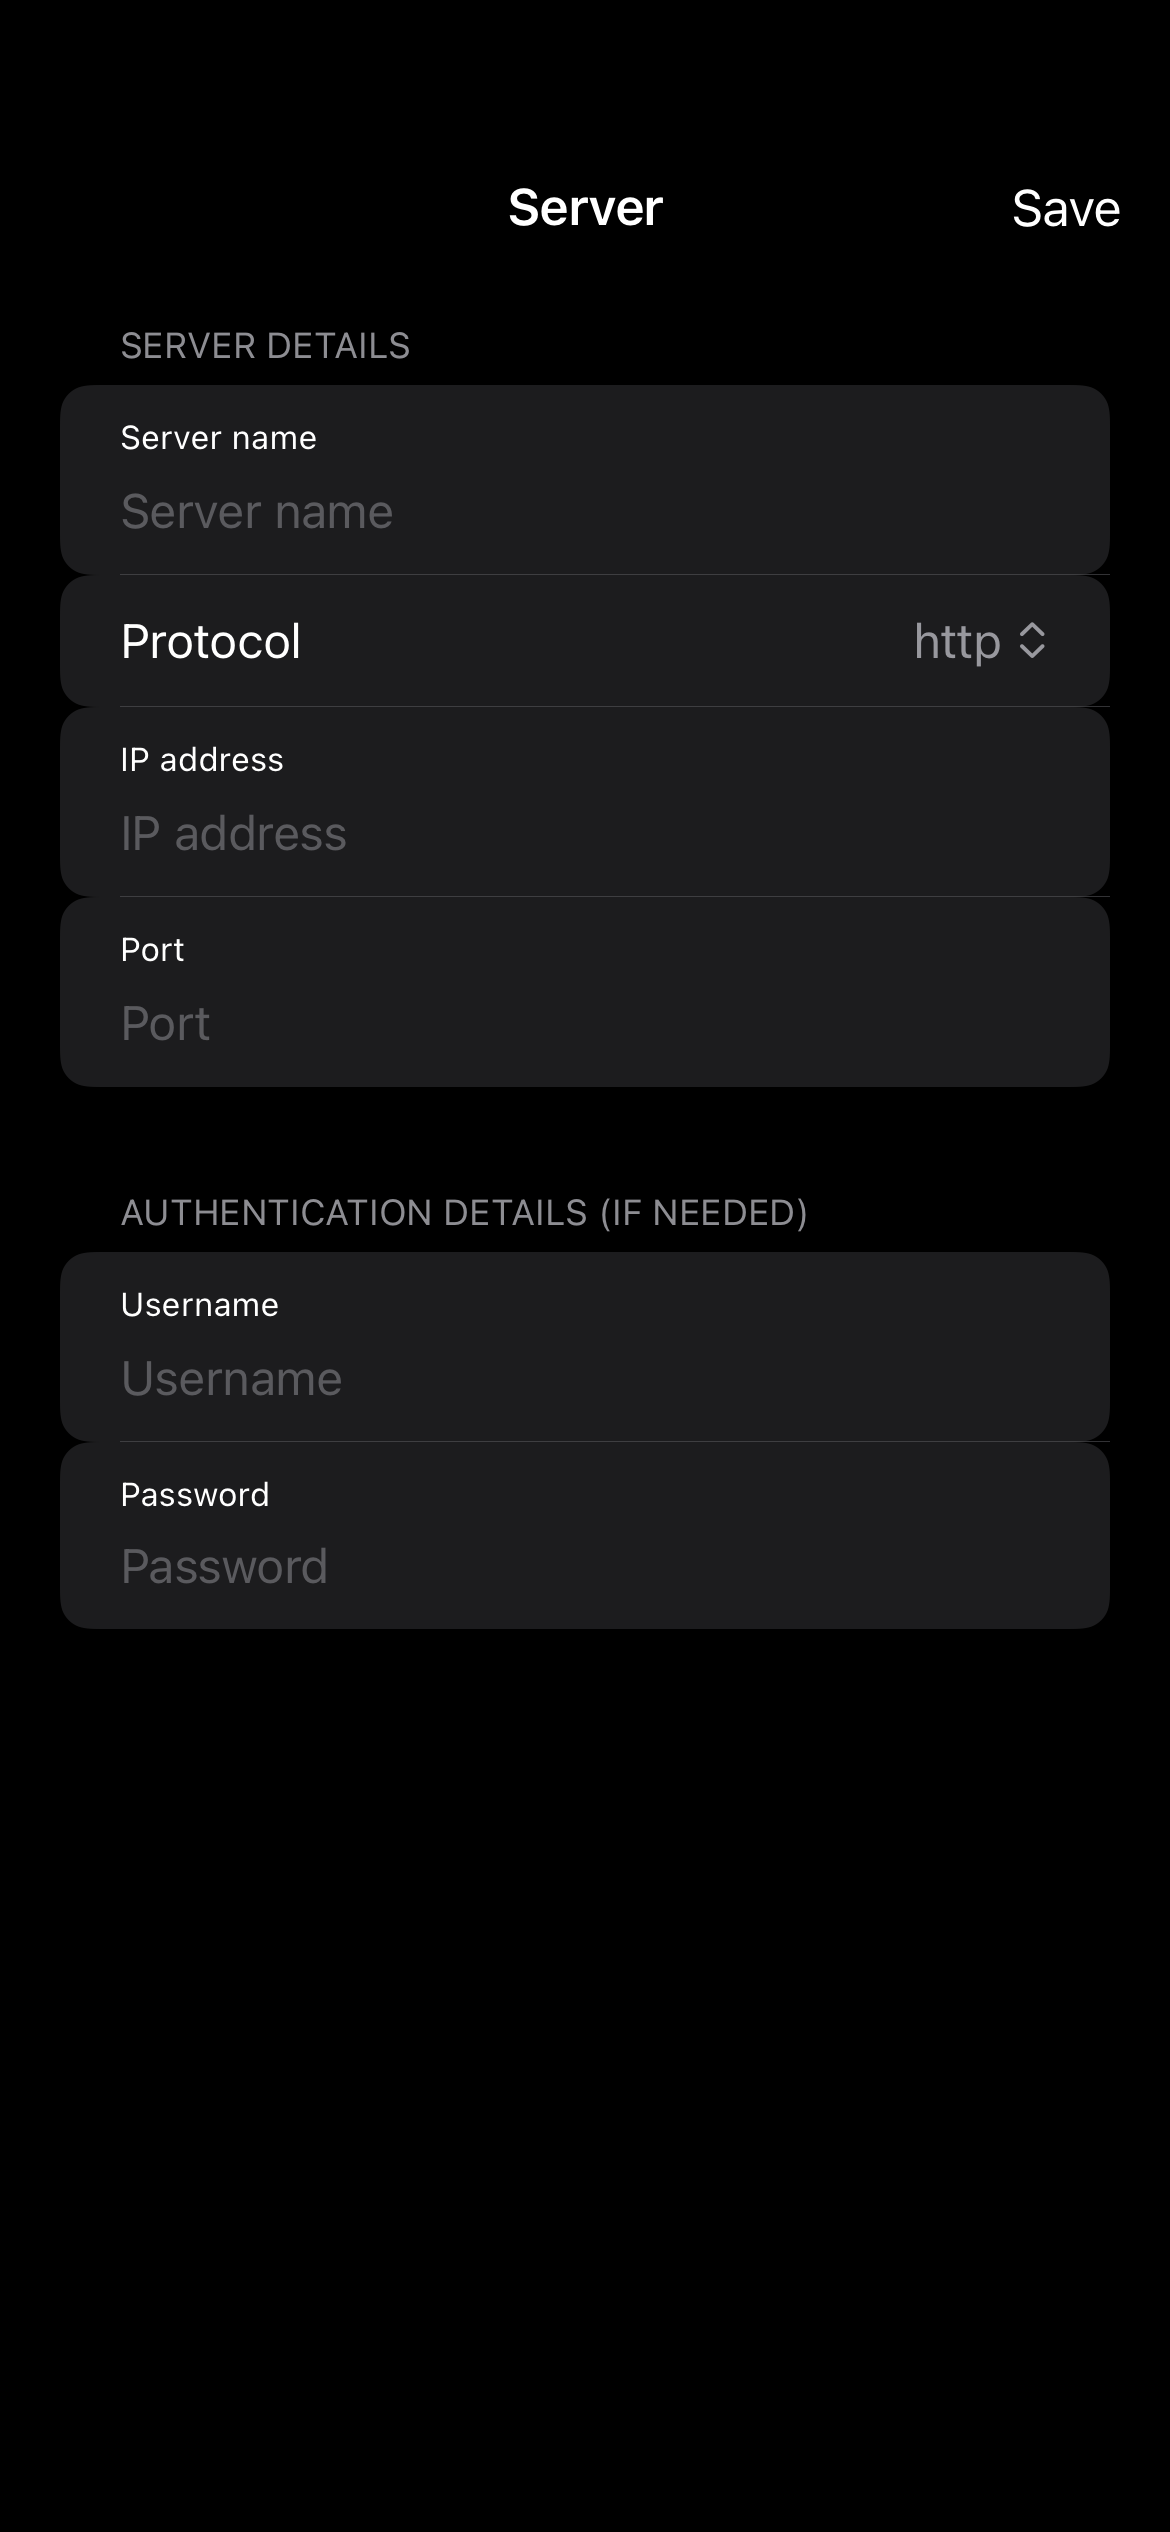 Server
Save
SERVER DETAILS
Server name
Server name
Protocol
http
IP address
IP address
Port
Port
AUTHENTICATION DETAILS (IF NEEDED)
Username
Username
Password
Password